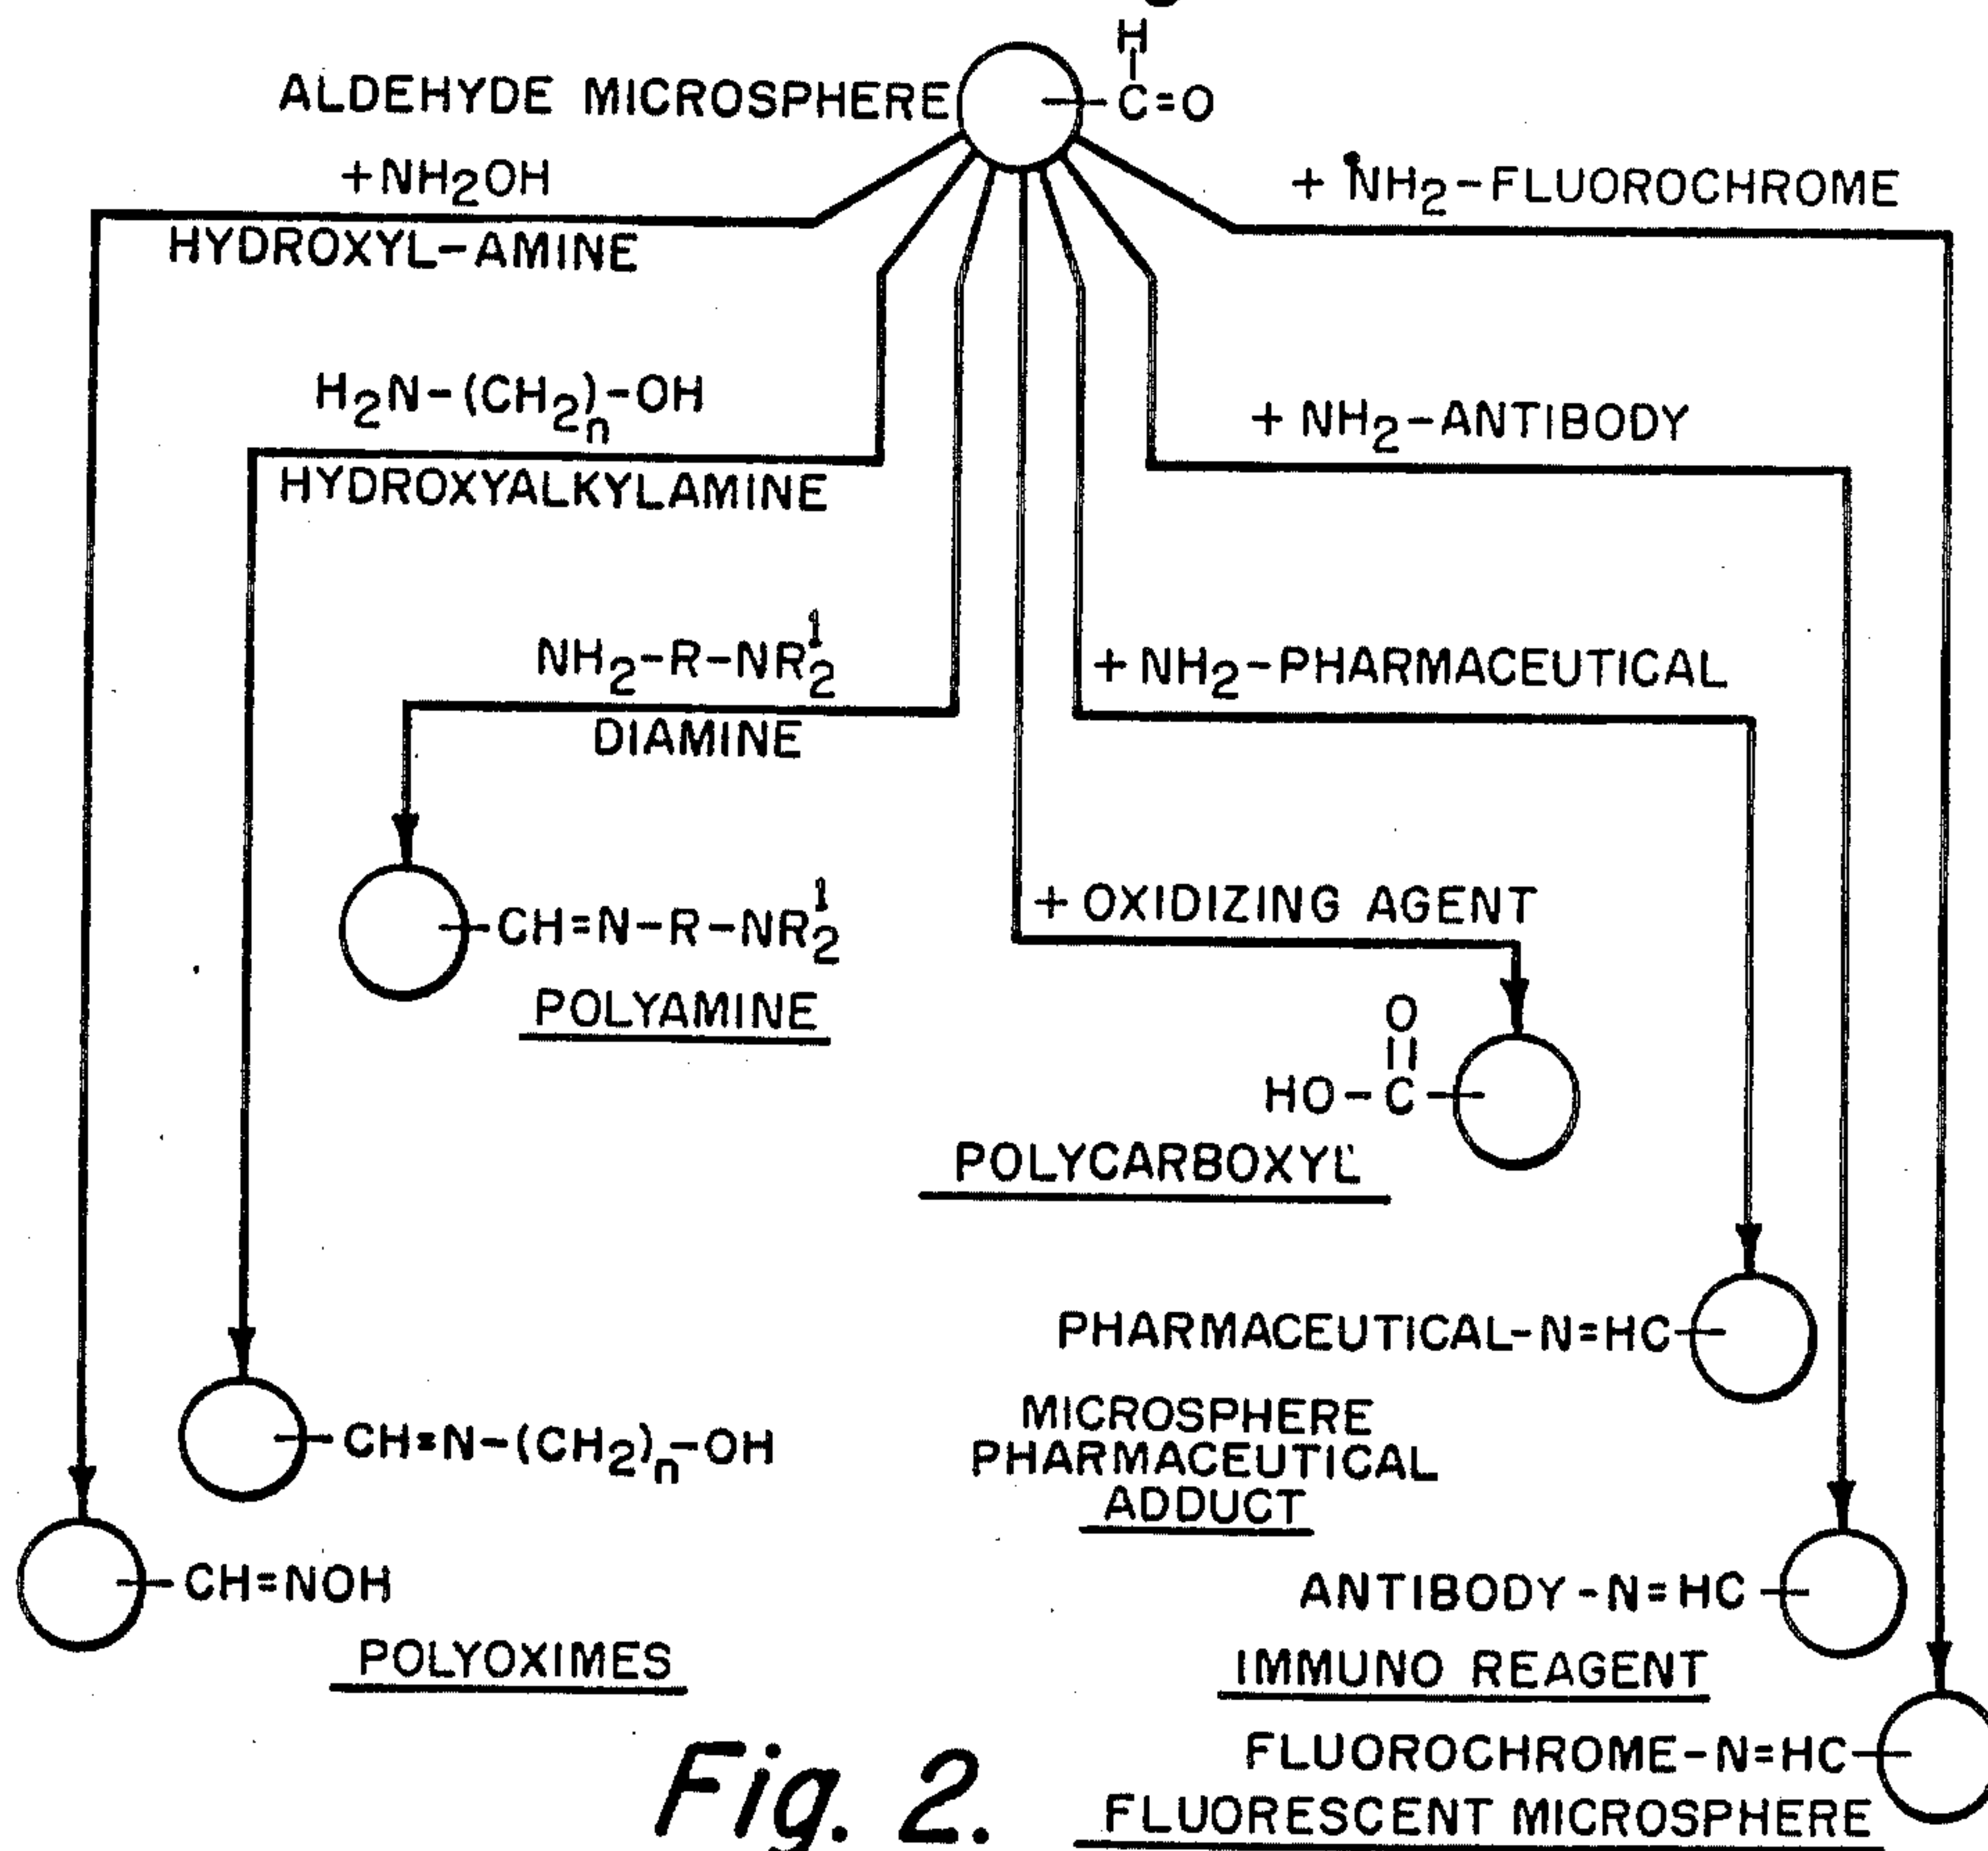 H
ALDEHYDE MICROSPHERE C=O
+NH2OH
HYDROXYL-AMINE
+ NH2-FLUOROCHROME
H2N-(CH2)n-OH
HYDROXYALKYLAMINE
+ NH2-ANTIBODY
NH2-R-NR12
DIAMINE
+ NH2-PHARMACEUTICAL
+ OXIDIZING AGENT
CH=N-R-NR12
POLYAMINE
O
HO-C
POLYCARBOXYL
PHARMACEUTICAL-N=HC
MICROSPHERE
PHARMACEUTICAL
ADDUCT
CH=N-(CH2)n-OH
CH=NOH
POLYOXIMES
ANTIBODY-N=HC
IMMUNO REAGENT
FLUOROCHROME-N=HC
FLUORESCENT MICROSPHERE
Fig. 2.